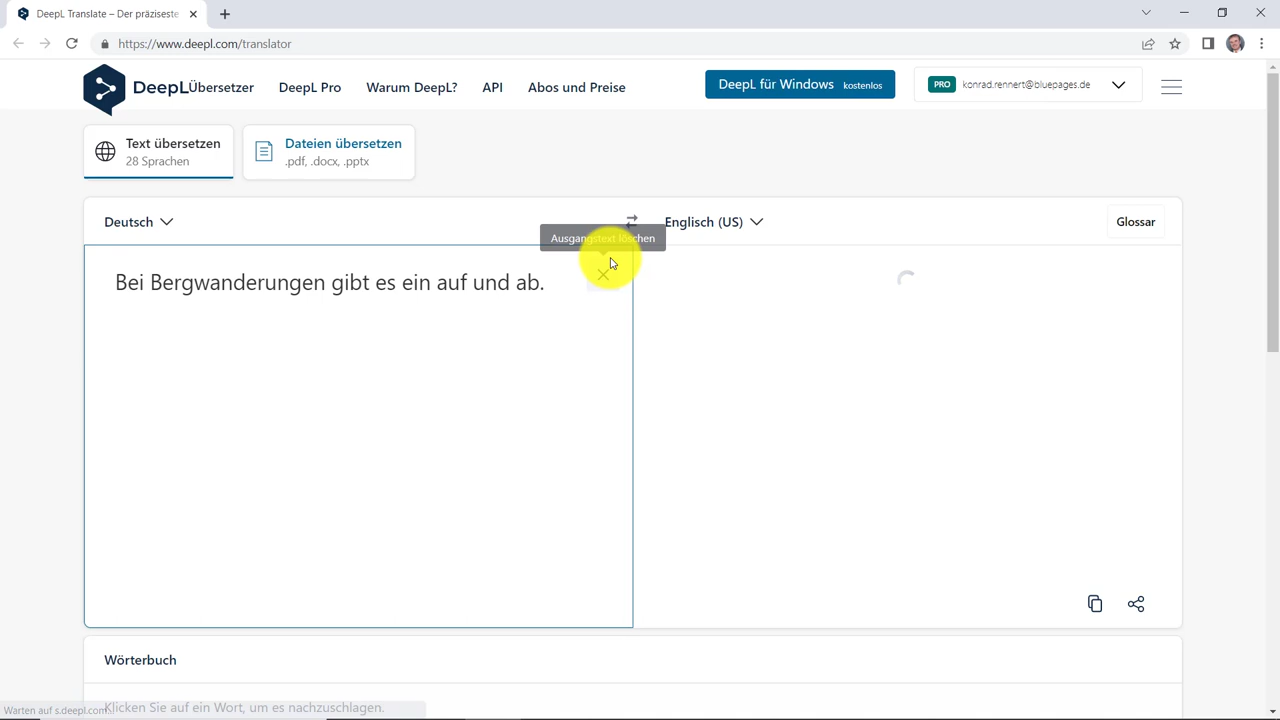 DeepL Translate – Der präziseste
https://www.deepl.com/translator
DeepL
Übersetzer
DeepL Pro
Warum DeepL?
API
Abos und Preise
DeepL für Windows kostenlos
PRO konrad.rennert@bluepages.de
Text übersetzen
28 Sprachen
Dateien übersetzen
.pdf, .docx, .pptx
Deutsch
Englisch (US)
Glossar
Ausgangstext löschen
Bei Bergwanderungen gibt es ein auf und ab.
Wörterbuch
Klicken Sie auf ein Wort, um es nachzuschlagen.
Warten auf s.deepl.com...